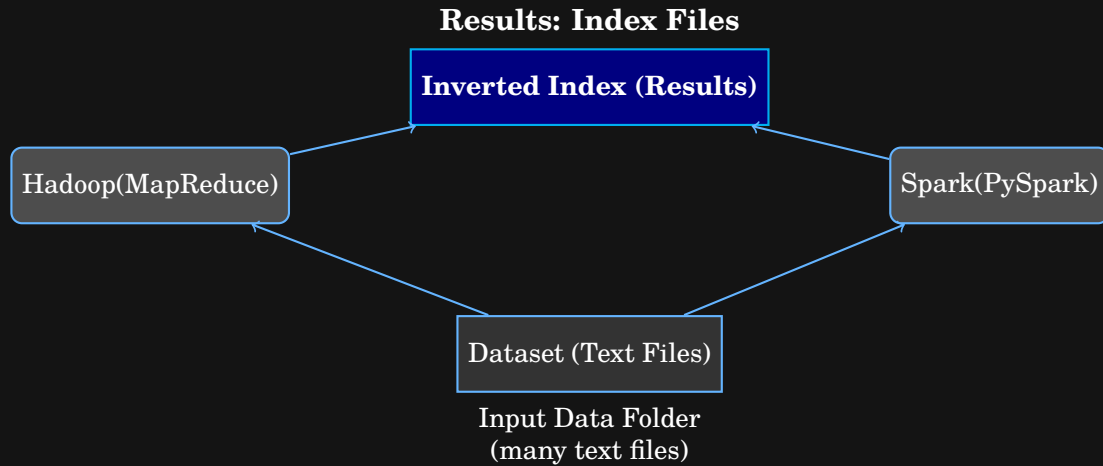 Results: Index Files
Inverted Index (Results)
Hadoop(MapReduce)
Spark(PySpark)
Dataset (Text Files)
Input Data Folder
(many text files)